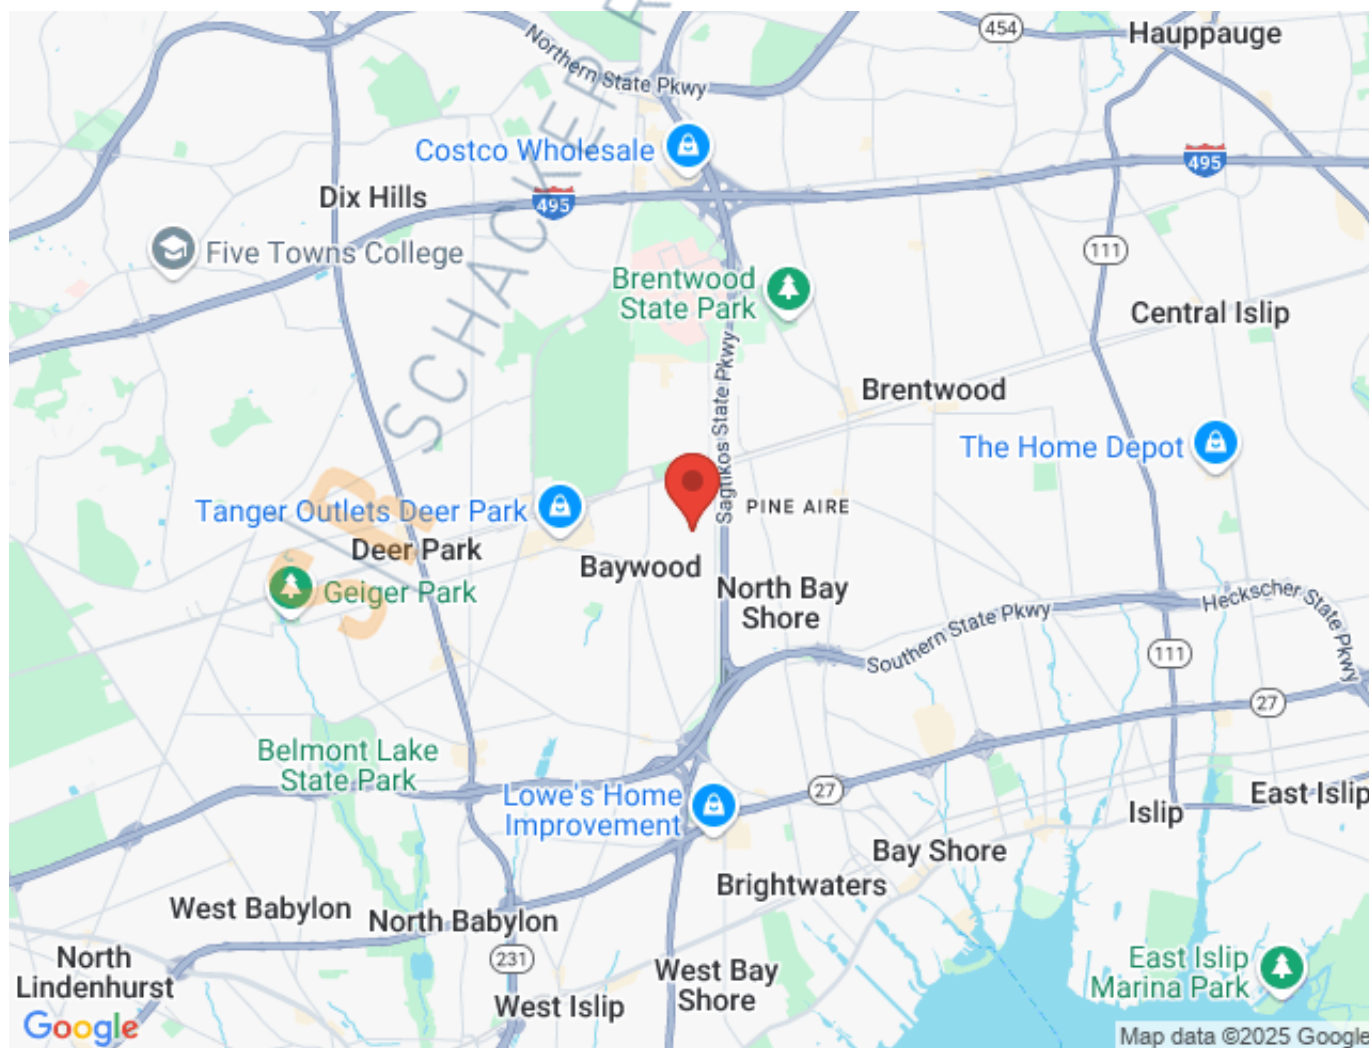 454
Hauppauge
Northern State Pkwy
Costco Wholesale
495
Dix Hills
495
Five Towns College
111
Brentwood
State Park
Central Islip
Sagtikos State Pkwy
Brentwood
The Home Depot
SCHACKER R
Tanger Outlets Deer Park
PINE AIRE
Deer Park
Baywood
Geiger Park
North Bay
Shore
Heckscher State Pkwy
Southern State Pkwy
111
27
Belmont Lake
State Park
Lowe's Home
Improvement
27
East Islip
Islip
Bay Shore
Brightwaters
West Babylon
North Babylon
231
North
Lindenhurst
West Bay
Shore
West Islip
East Islip
Marina Park
Google
Map data ©2025 Google